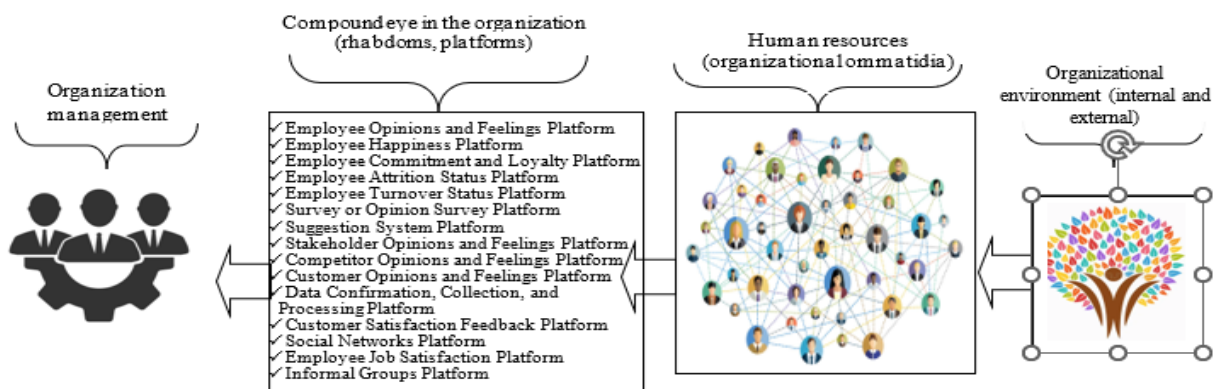 Organization
management
Compound eye in the organization
(rhabdoms, platforms)
✓ Employee Opinions and Feelings Platform
✓ Employee Happiness Platform
✓ Employee Commitment and Loyalty Platform
✓ Employee Attrition Status Platform
✓ Employee Turnover Status Platform
✓ Survey or Opinion Survey Platform
✓ Suggestion System Platform
✓ Stakeholder Opinions and Feelings Platform
✓ Competitor Opinions and Feelings Platform
✓ Customer Opinions and Feelings Platform
✓ Data Confirmation, Collection, and
Processing Platform
✓ Customer Satisfaction Feedback Platform
✓ Social Networks Platform
✓ Employee Job Satisfaction Platform
✓ Informal Groups Platform
Human resources
(organizational ommatidia)
Organizational
environment (internal and
external)